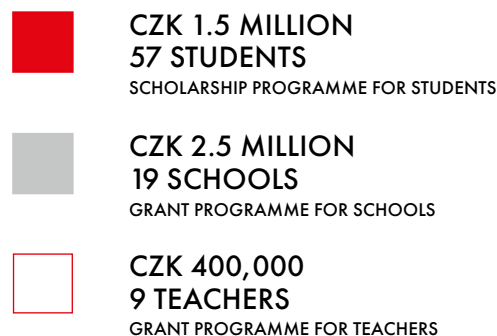 CZK 1.5 MILLION
57 STUDENTS
SCHOLARSHIP PROGRAMME FOR STUDENTS
CZK 2.5 MILLION
19 SCHOOLS
GRANT PROGRAMME FOR SCHOOLS
CZK 400,000
9 TEACHERS
GRANT PROGRAMME FOR TEACHERS